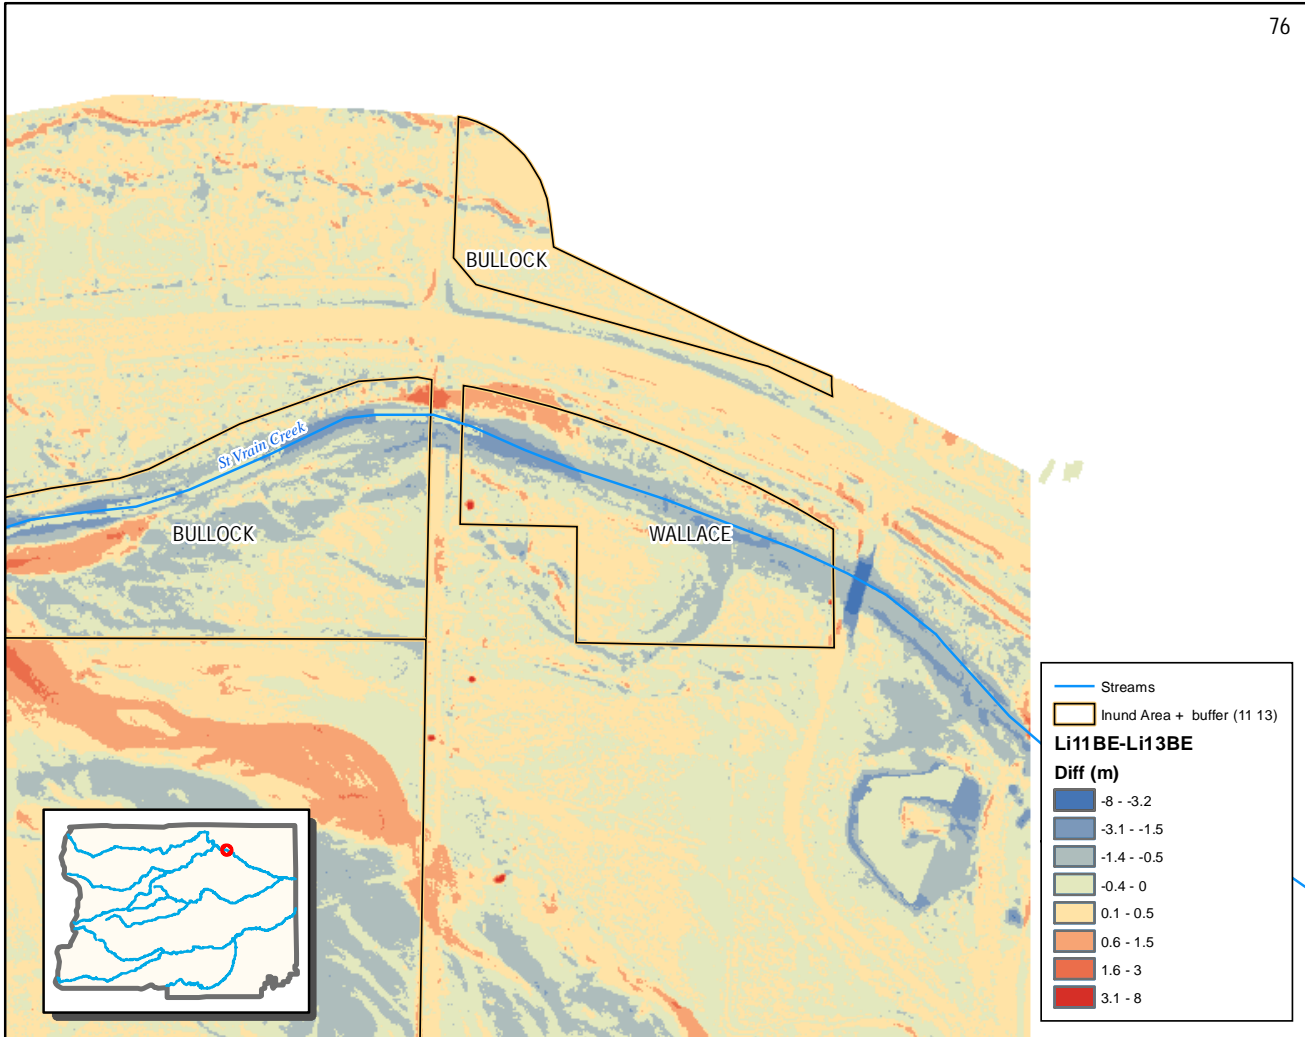 76
BULLOCK
St Vrain Creek
BULLOCK
WALLACE
Streams
Inund Area + buffer (11 13)
Li11BE-Li13BE
Diff (m)
-8 - -3.2
-3.1 - -1.5
-1.4 - -0.5
-0.4 - 0
0.1 - 0.5
0.6 - 1.5
1.6 - 3
3.1 - 8